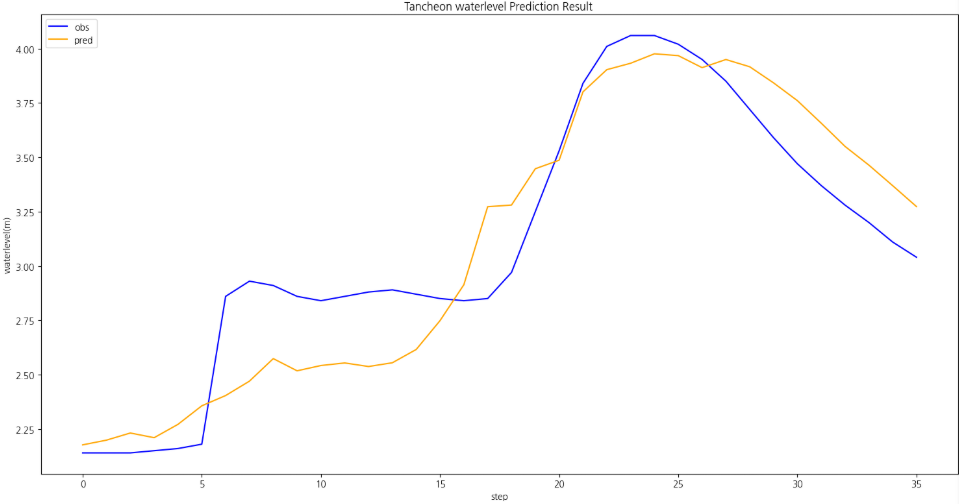 Tancheon waterlevel Prediction Result
obs
pred
4.00
3.75
3.50
3.25
3.00
2.75
2.50
2.25
waterlevel(m)
0 5 10 15 20 25 30 35
step